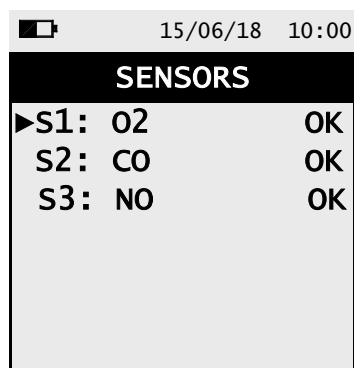 15/06/18 10:00
SENSORS
►S1: O2 OK
S2: CO OK
S3: NO OK